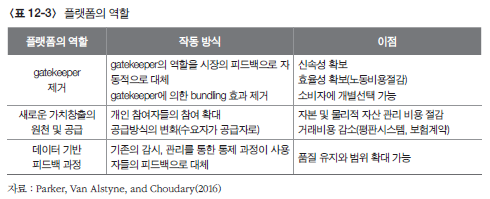 〈표 12-3〉 플랫폼의 역할
플랫폼의 역할 작동 방식 이점
gatekeeper
제거
gatekeeper의 역할을 시장의 피드백으로 자
동적으로 대체
gatekeeper에 의한 bundling 효과 제거
신속성 확보
효율성 확보(노동비용절감)
소비자에 개별선택 가능
새로운 가치창출의
원천 및 공급
개인 참여자들의 참여 확대
공급방식의 변화(수요자가 공급자로)
자본 및 물리적 자산 관리 비용 절감
거래비용 감소(평판시스템, 보험계약)
데이터 기반
피드백 과정
기존의 감시, 관리를 통한 통제 과정이 사용
자들의 피드백으로 대체
품질 유지와 범위 확대 가능
자료 : Parker, Van Alstyne, and Choudary(2016)